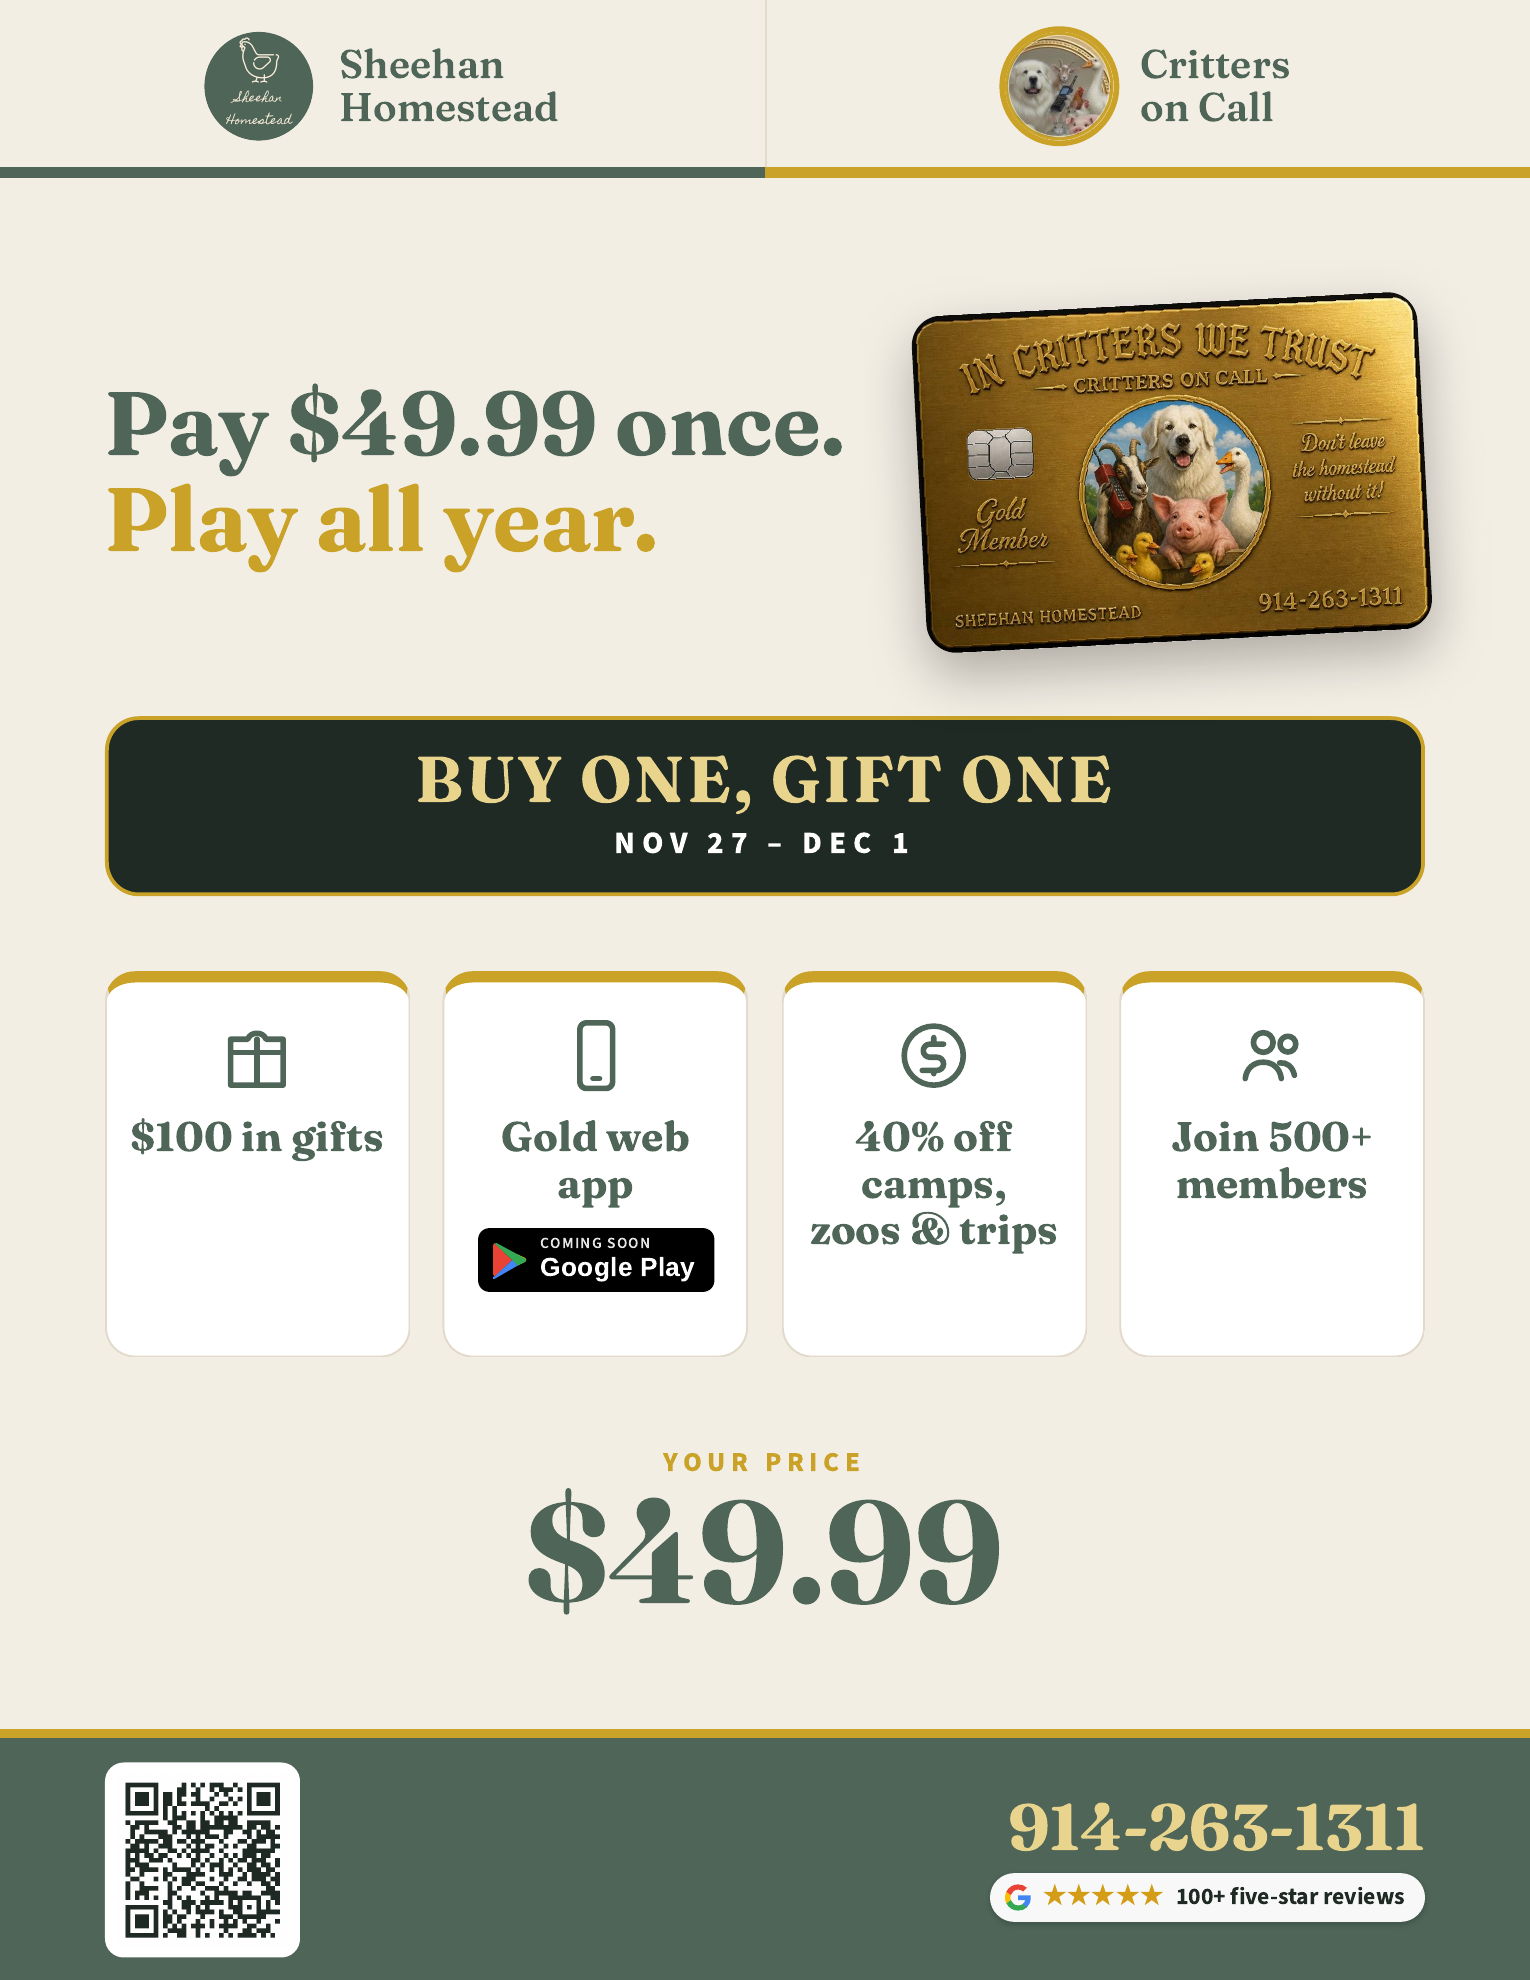 Sheehan
Homestead
Sheehan
Homestead
Critters
on Call
Pay $49.99 once.
Play all year.
IN CRITTERS WE TRUST
CRITTERS ON CALL
Don't leave
the homestead
without it!
Gold
Member
SHEEHAN HOMESTEAD
914-263-1311
BUY ONE, GIFT ONE
NOV 27 – DEC 1
$100 in gifts
Gold web
app
COMING SOON
Google Play
40% off
camps,
zoos & trips
Join 500+
members
YOUR PRICE
$49.99
914-263-1311
100+ five-star reviews